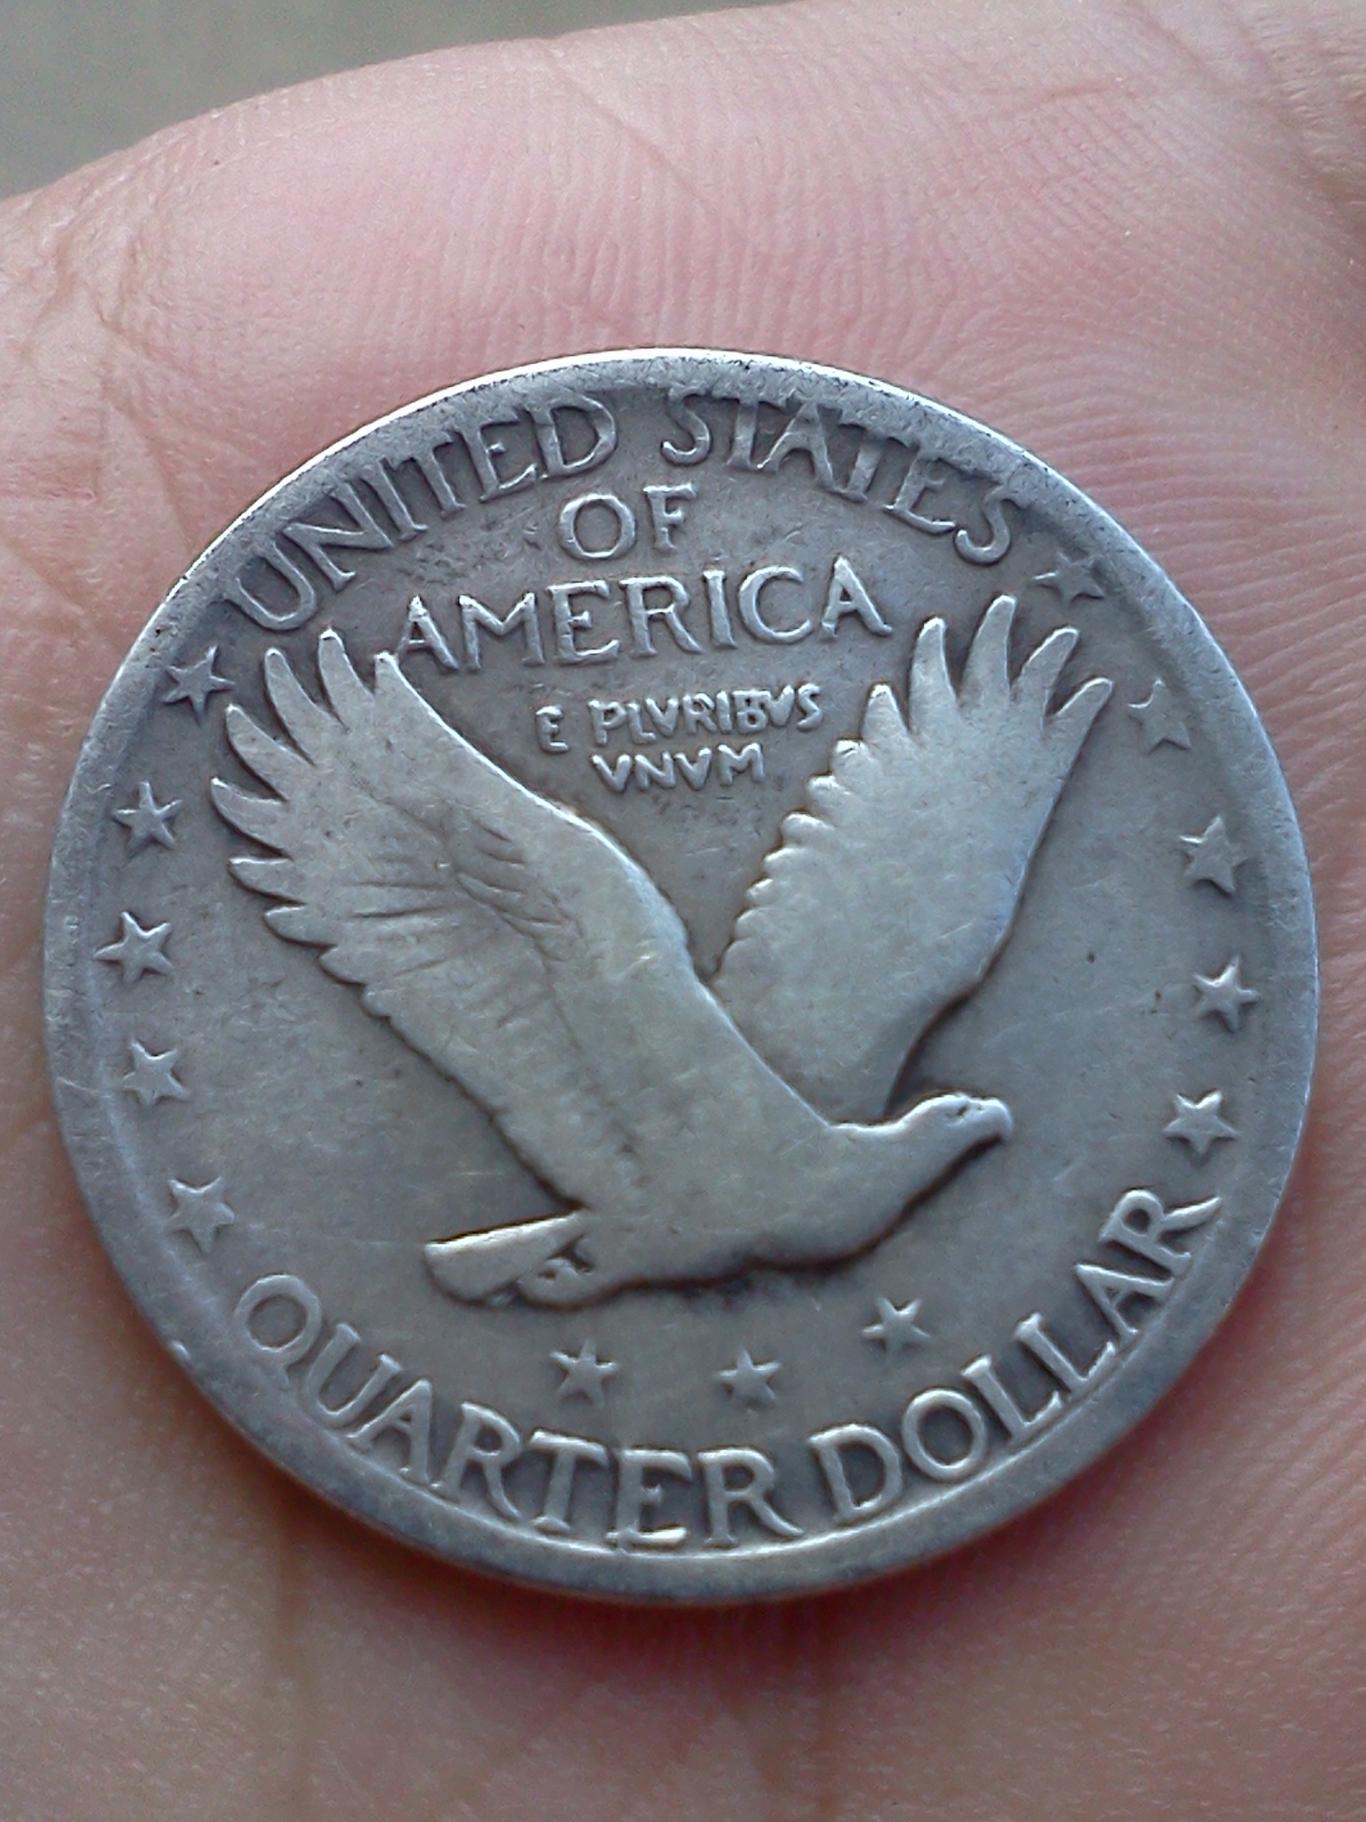 UNITED STATES
OF
AMERICA
E PLVRIBVS
VNVM
QUARTER DOLLAR